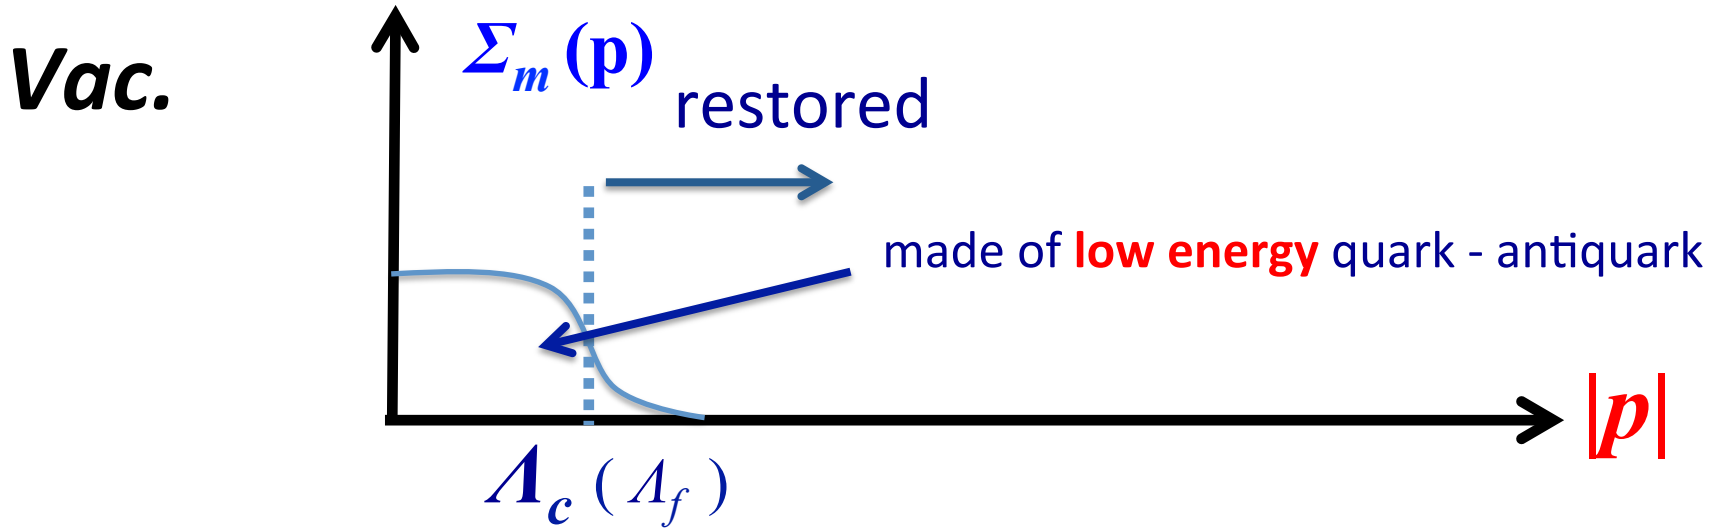 Vac.
Σm(p)
restored
made of low energy quark - antiquark
|p|
Λc ( Λf )